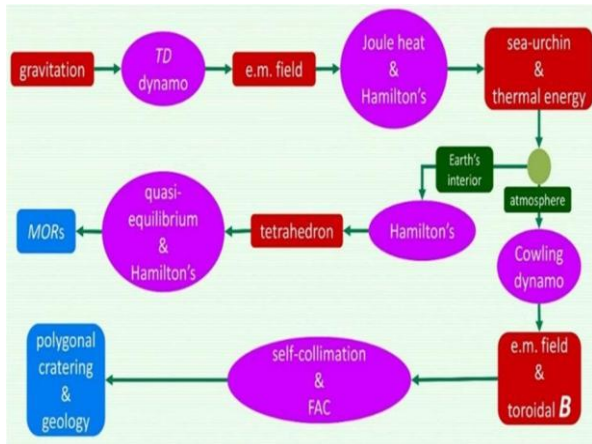 gravitation
TD
dynamo
e.m. field
Joule heat
&
Hamilton's
sea-urchin
&
thermal energy
Earth's
interior
atmosphere
MORs
quasi-
equilibrium
&
Hamilton's
tetrahedron
Hamilton's
Cowling
dynamo
polygonal
cratering
&
geology
self-collimation
&
FAC
e.m. field
&
toroidal B